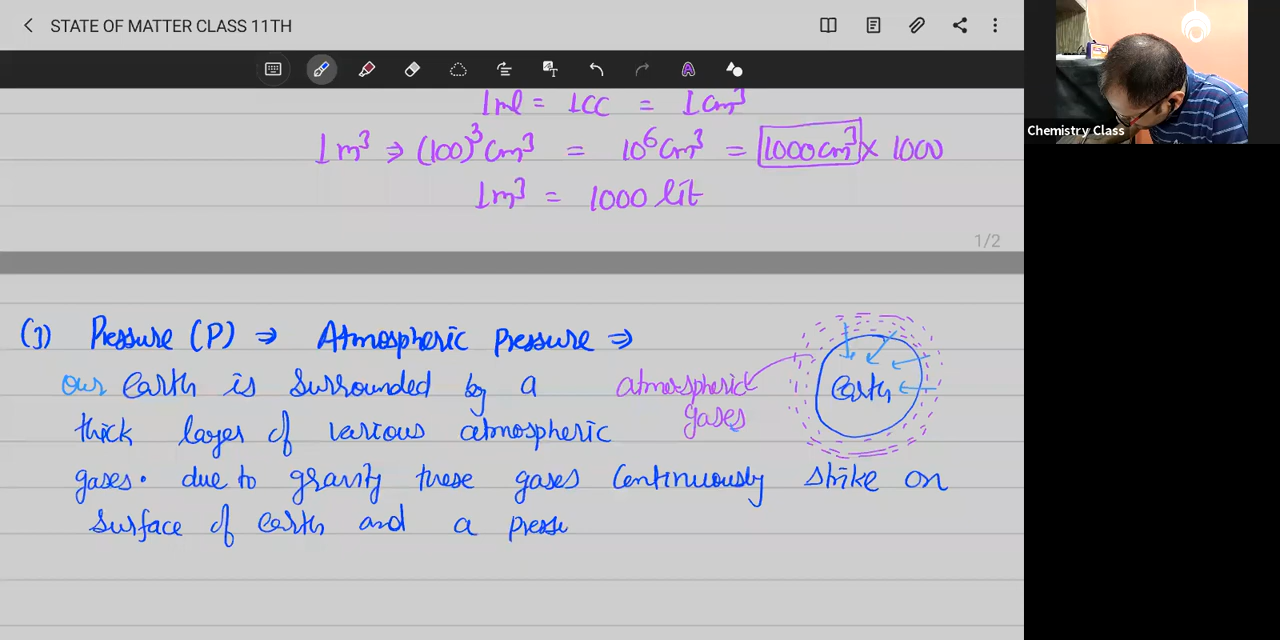 STATE OF MATTER CLASS 11TH
1ml = 1CC = 1cm³
1m³ ⇒ (100)³cm³ = 10⁶cm³ = 1000cm³ × 1000
1m³ = 1000 lit
1/2
Chemistry Class
(3) Pressure (P) ⇒ Atmospheric pressure ⇒
our Earth is surrounded by a
thick layer of various atmospheric
gases. due to gravity these gases continuously strike on
surface of earth and a pressu
atmospheric
gases
Earth